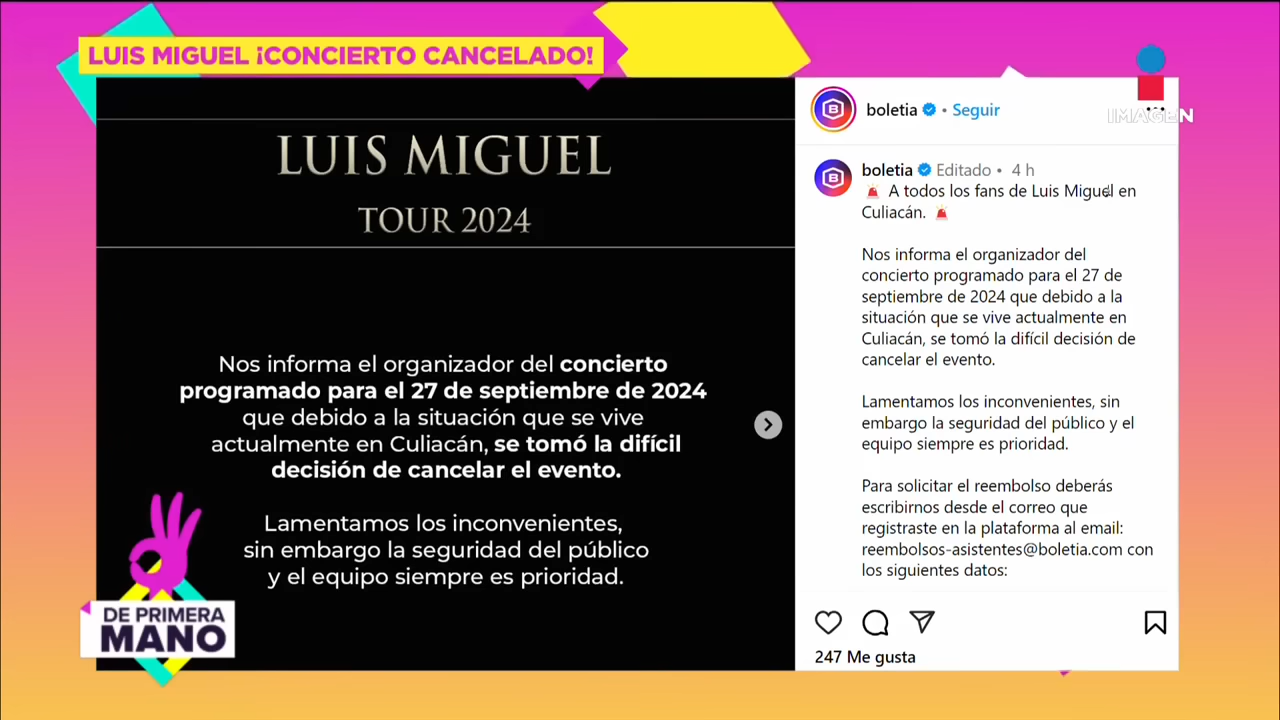 LUIS MIGUEL ¡CONCIERTO CANCELADO!
LUIS MIGUEL
TOUR 2024
Nos informa el organizador del concierto
programado para el 27 de septiembre de 2024
que debido a la situación que se vive
actualmente en Culiacán, se tomó la difícil
decisión de cancelar el evento.
Lamentamos los inconvenientes,
sin embargo la seguridad del público
y el equipo siempre es prioridad.
DE PRIMERA
MANO
IMAGEN
boletia • Seguir
boletia Editado • 4 h
A todos los fans de Luis Miguel en
Culiacán.
Nos informa el organizador del
concierto programado para el 27 de
septiembre de 2024 que debido a la
situación que se vive actualmente en
Culiacán, se tomó la difícil decisión de
cancelar el evento.
Lamentamos los inconvenientes, sin
embargo la seguridad del público y el
equipo siempre es prioridad.
Para solicitar el reembolso deberás
escribirnos desde el correo que
registraste en la plataforma al email:
reembolsos-asistentes@boletia.com con
los siguientes datos:
247 Me gusta